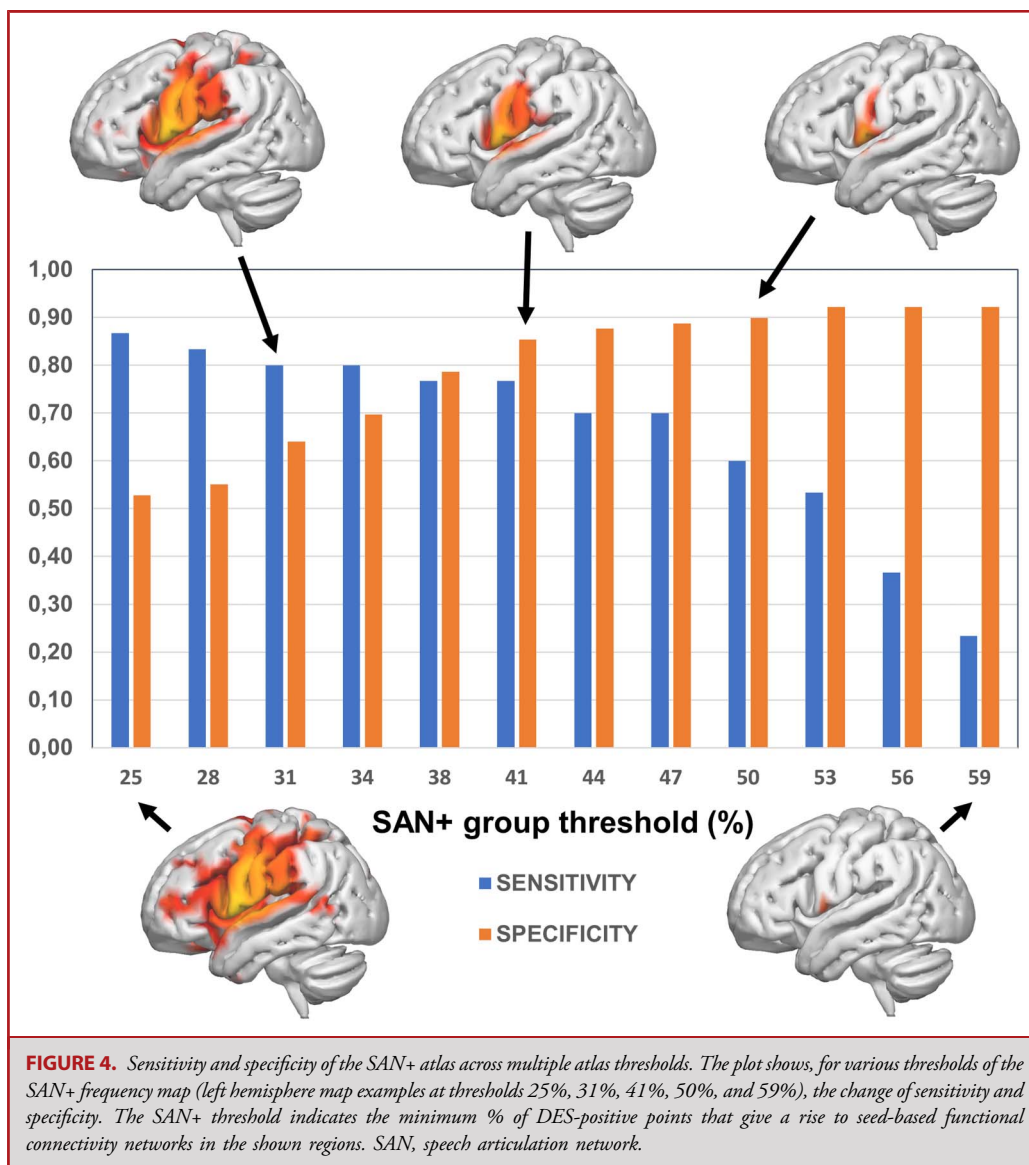 1,00
0,90
0,80
0,70
0,60
0,50
0,40
0,30
0,20
0,10
0,00
25 28 31 34 38 41 44 47 50 53 56 59
SAN+ group threshold (%)
SENSITIVITY
SPECIFICITY
FIGURE 4. Sensitivity and specificity of the SAN+ atlas across multiple atlas thresholds. The plot shows, for various thresholds of the
SAN+ frequency map (left hemisphere map examples at thresholds 25%, 31%, 41%, 50%, and 59%), the change of sensitivity and
specificity. The SAN+ threshold indicates the minimum % of DES-positive points that give a rise to seed-based functional
connectivity networks in the shown regions. SAN, speech articulation network.